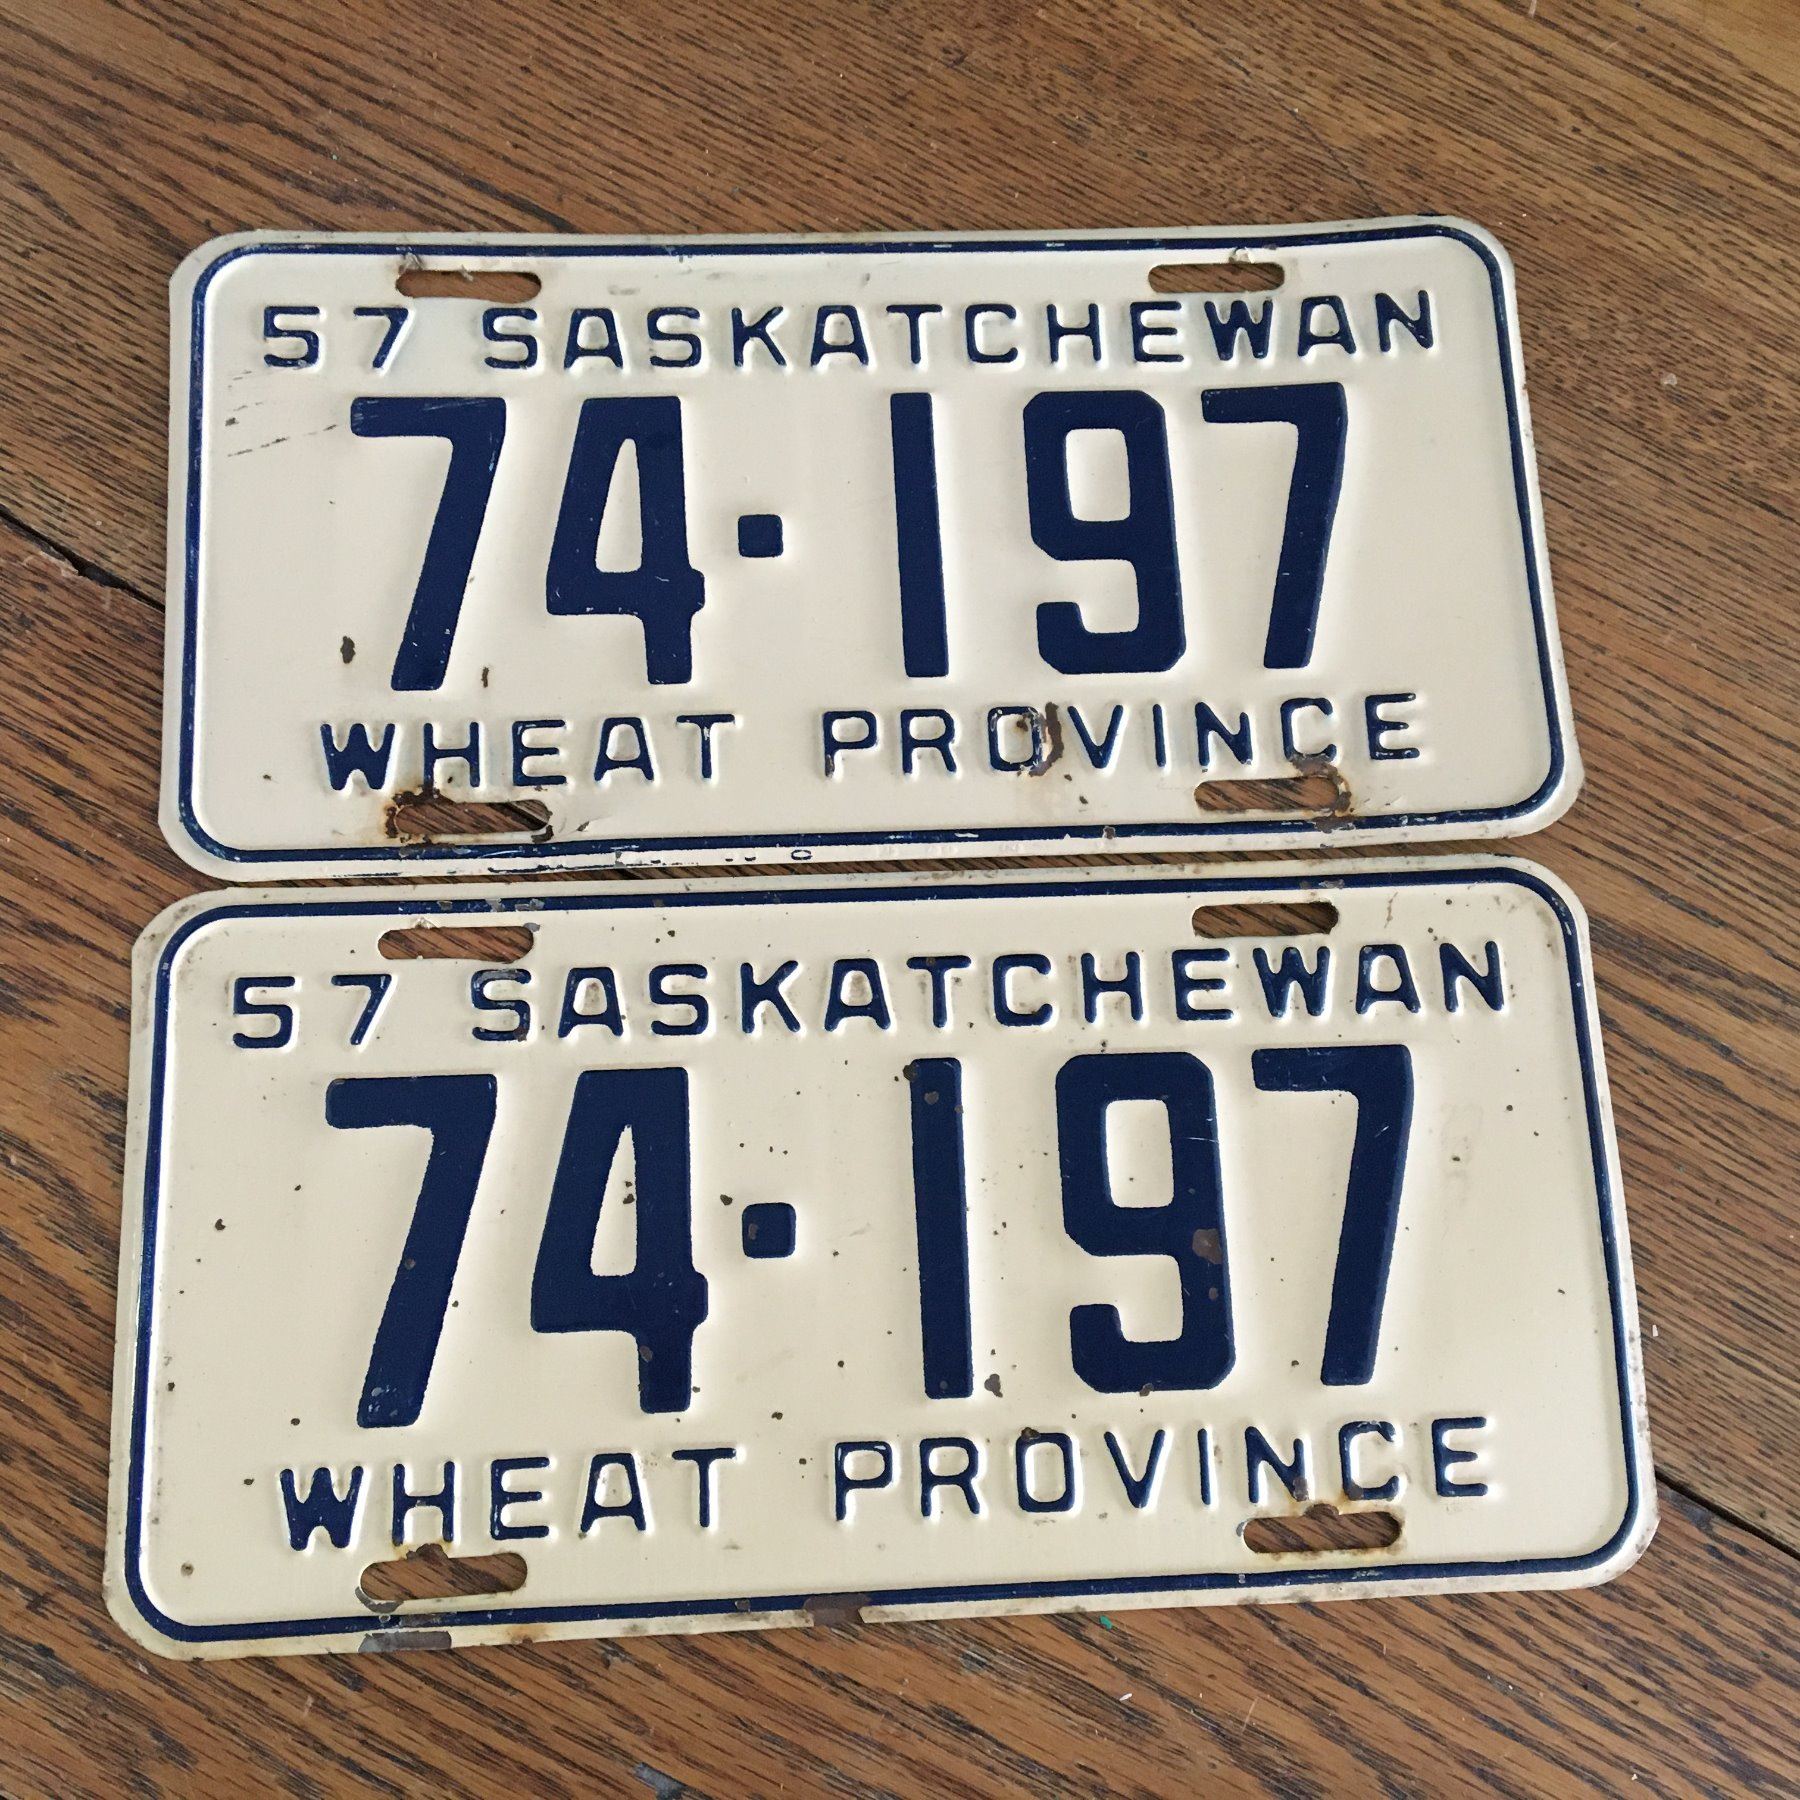 57 SASKATCHEWAN
74·197
WHEAT PROVINCE
57 SASKATCHEWAN
74·197
WHEAT PROVINCE